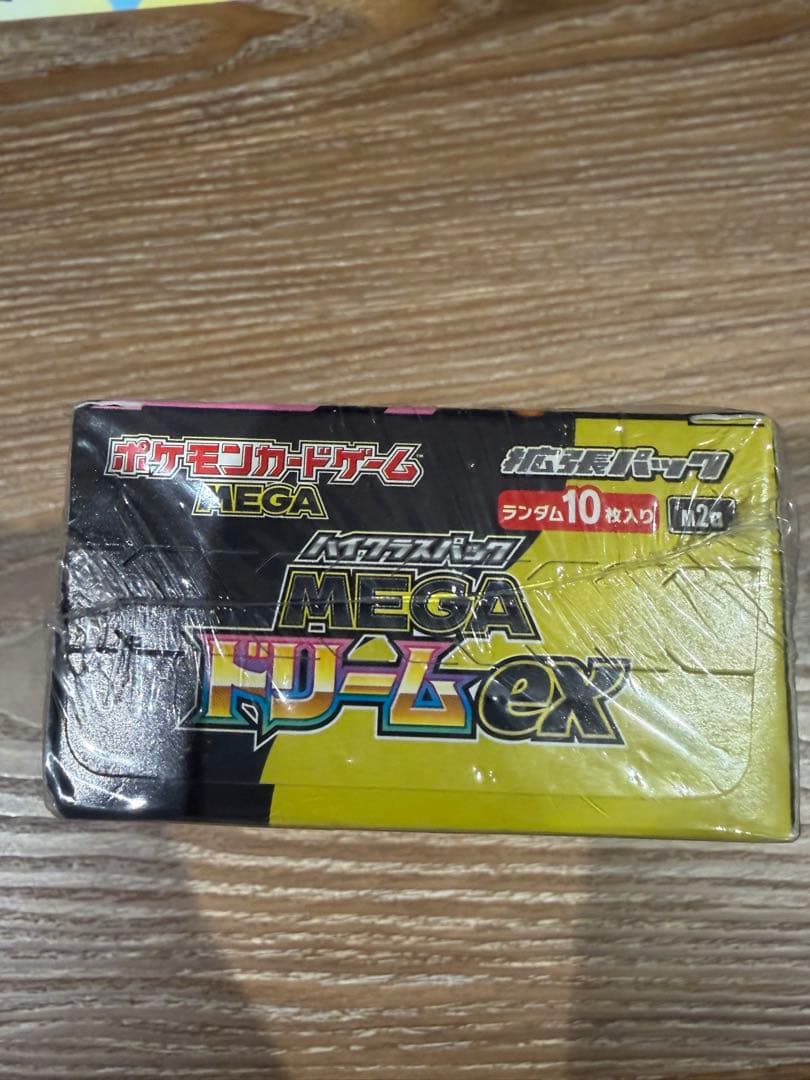 ポケモンカードゲーム
MEGA
拡張パック
ランダム10枚入り
M2a
ハイクラスパック
MEGA
ドリームex